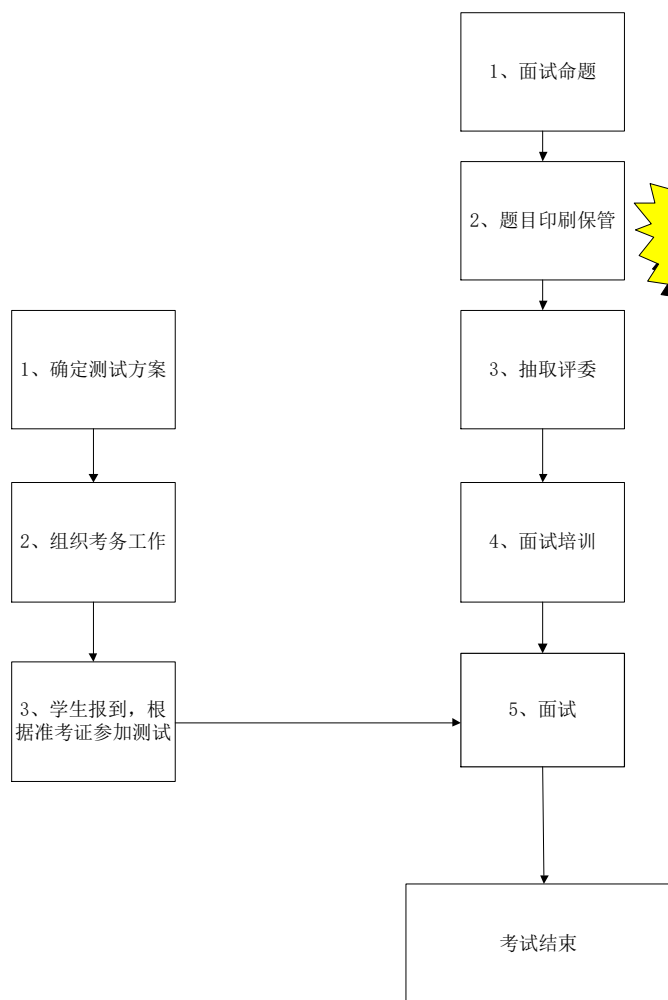 1、面试命题
2、题目印刷保管
1、确定测试方案
3、抽取评委
2、组织考务工作
4、面试培训
3、学生报到，根
据准考证参加测试
5、面试
考试结束